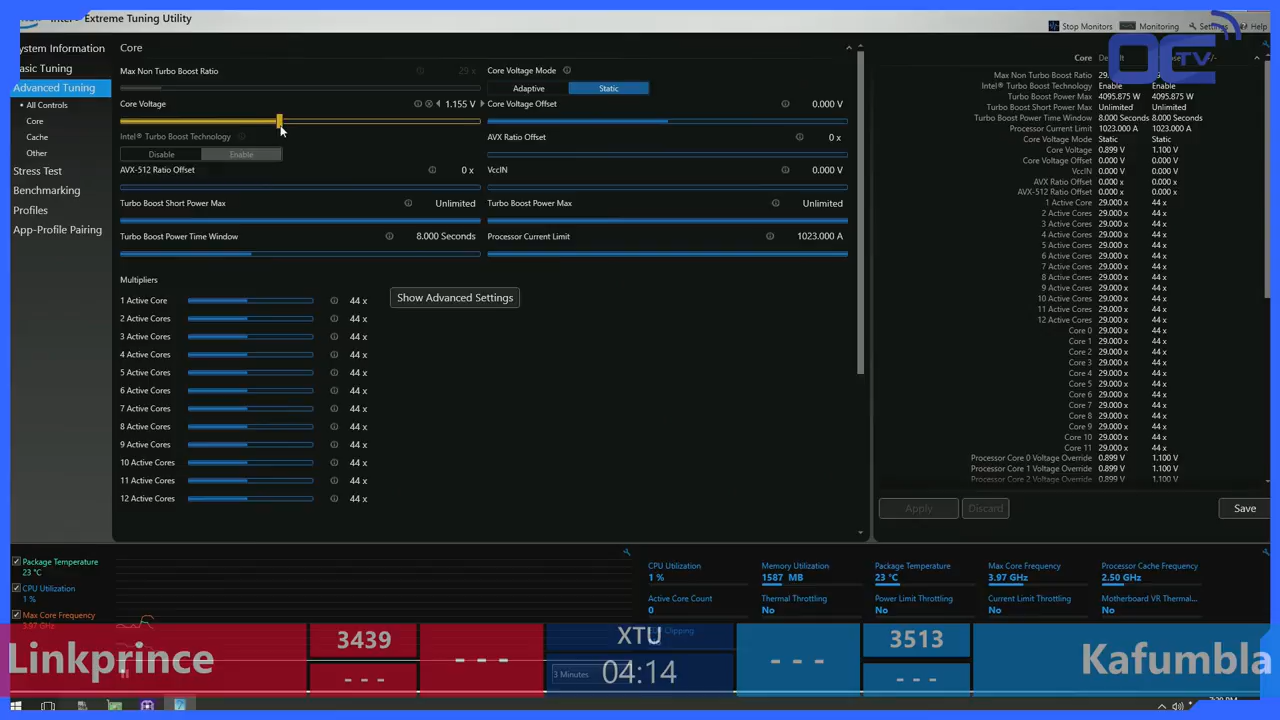 Extreme Tuning Utility
Stop Monitors
Monitoring
Settings
Help
OC TV
ystem Information
asic Tuning
Advanced Tuning
All Controls
Core
Cache
Other
Stress Test
Benchmarking
Profiles
App-Profile Pairing
Core
Max Non Turbo Boost Ratio
29 x
Core Voltage Mode
Adaptive
Static
Core Voltage
1.155 V
Core Voltage Offset
0.000 V
Intel® Turbo Boost Technology
Disable
Enable
AVX Ratio Offset
0 x
AVX-512 Ratio Offset
0 x
VccIN
0.000 V
Turbo Boost Short Power Max
Unlimited
Turbo Boost Power Max
Unlimited
Turbo Boost Power Time Window
8.000 Seconds
Processor Current Limit
1023.000 A
Multipliers
Show Advanced Settings
1 Active Core 44 x
2 Active Cores 44 x
3 Active Cores 44 x
4 Active Cores 44 x
5 Active Cores 44 x
6 Active Cores 44 x
7 Active Cores 44 x
8 Active Cores 44 x
9 Active Cores 44 x
10 Active Cores 44 x
11 Active Cores 44 x
12 Active Cores 44 x
Core
Max Non Turbo Boost Ratio
Intel® Turbo Boost Technology Enable Enable
Turbo Boost Power Max 4095.875 W 4095.875 W
Turbo Boost Short Power Max Unlimited Unlimited
Turbo Boost Power Time Window 8.000 Seconds 8.000 Seconds
Processor Current Limit 1023.000 A 1023.000 A
Core Voltage Mode Static Static
Core Voltage 0.899 V 1.100 V
Core Voltage Offset 0.000 V 0.000 V
VccIN 0.000 V 0.000 V
AVX Ratio Offset 0.000 x 0.000 x
AVX-512 Ratio Offset 0.000 x 0.000 x
1 Active Core 29.000 x 44 x
2 Active Cores 29.000 x 44 x
3 Active Cores 29.000 x 44 x
4 Active Cores 29.000 x 44 x
5 Active Cores 29.000 x 44 x
6 Active Cores 29.000 x 44 x
7 Active Cores 29.000 x 44 x
8 Active Cores 29.000 x 44 x
9 Active Cores 29.000 x 44 x
10 Active Cores 29.000 x 44 x
11 Active Cores 29.000 x 44 x
12 Active Cores 29.000 x 44 x
Core 0 29.000 x 44 x
Core 1 29.000 x 44 x
Core 2 29.000 x 44 x
Core 3 29.000 x 44 x
Core 4 29.000 x 44 x
Core 5 29.000 x 44 x
Core 6 29.000 x 44 x
Core 7 29.000 x 44 x
Core 8 29.000 x 44 x
Core 9 29.000 x 44 x
Core 10 29.000 x 44 x
Core 11 29.000 x 44 x
Processor Core 0 Voltage Override 0.899 V 1.100 V
Processor Core 1 Voltage Override 0.899 V 1.100 V
Processor Core 2 Voltage Override 0.899 V 1.100 V
Apply
Discard
Save
Package Temperature
23 °C
CPU Utilization
1 %
Max Core Frequency
3.97 GHz
CPU Utilization
1 %
Memory Utilization
1587 MB
Package Temperature
23 °C
Max Core Frequency
3.97 GHz
Processor Cache Frequency
2.50 GHz
Active Core Count
0
Thermal Throttling
No
Power Limit Throttling
No
Current Limit Throttling
No
Motherboard VR Thermal...
No
Linkprince
3439
- - -
- - -
XTU
3 Minutes
04:14
- - -
3513
- - -
Kafumbla